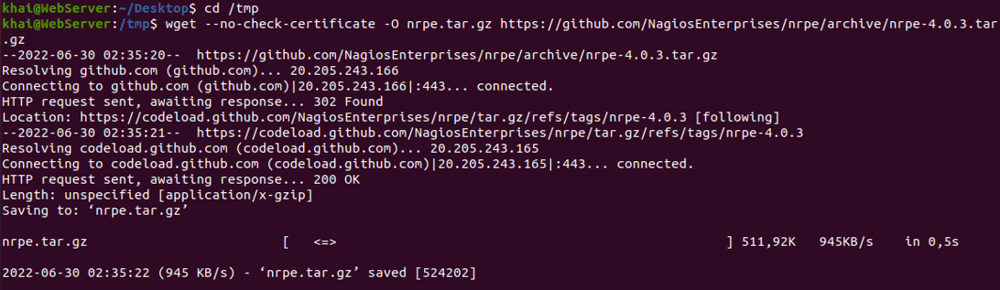 khai@WebServer:~/Desktop$ cd /tmp
khai@WebServer:/tmp$ wget --no-check-certificate -O nrpe.tar.gz https://github.com/NagiosEnterprises/nrpe/archive/nrpe-4.0.3.tar
.gz
--2022-06-30 02:35:20--  https://github.com/NagiosEnterprises/nrpe/archive/nrpe-4.0.3.tar.gz
Resolving github.com (github.com)... 20.205.243.166
Connecting to github.com (github.com)|20.205.243.166|:443... connected.
HTTP request sent, awaiting response... 302 Found
Location: https://codeload.github.com/NagiosEnterprises/nrpe/tar.gz/refs/tags/nrpe-4.0.3 [following]
--2022-06-30 02:35:21--  https://codeload.github.com/NagiosEnterprises/nrpe/tar.gz/refs/tags/nrpe-4.0.3
Resolving codeload.github.com (codeload.github.com)... 20.205.243.165
Connecting to codeload.github.com (codeload.github.com)|20.205.243.165|:443... connected.
HTTP request sent, awaiting response... 200 OK
Length: unspecified [application/x-gzip]
Saving to: ‘nrpe.tar.gz’
nrpe.tar.gz                          [   <=>                                                    ] 511,92K   945KB/s    in 0,5s
2022-06-30 02:35:22 (945 KB/s) - ‘nrpe.tar.gz’ saved [524202]